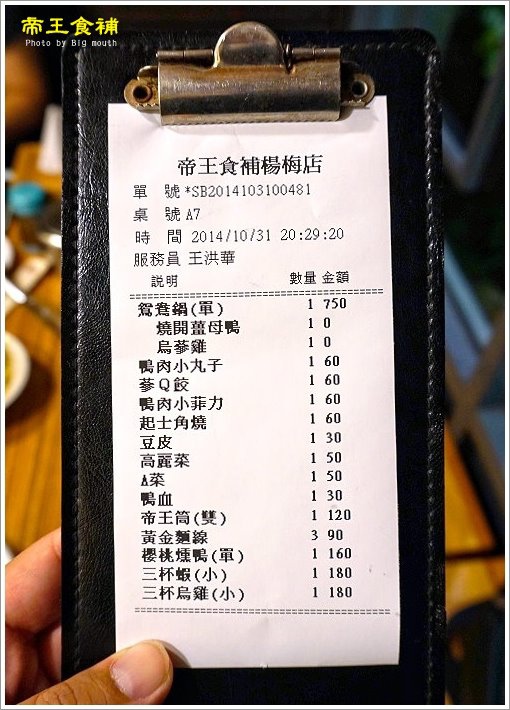 帝王食補
Photo by Big mouth
帝王食補楊梅店
單 號 *SB2014103100481
桌 號 A7
時 間 2014/10/31 20:29:20
服務員 王洪華
說明 數量 金額
鴛鴦鍋(單) 1 750
燒開薑母鴨 1 0
烏蔘雞 1 0
鴨肉小丸子 1 60
蔘Q餃 1 60
鴨肉小菲力 1 60
起士角燒 1 60
豆皮 1 30
高麗菜 1 50
A菜 1 50
鴨血 1 30
帝王筒(雙) 1 120
黃金麵線 3 90
櫻桃燻鴨(單) 1 160
三杯蝦(小) 1 180
三杯烏雞(小) 1 180